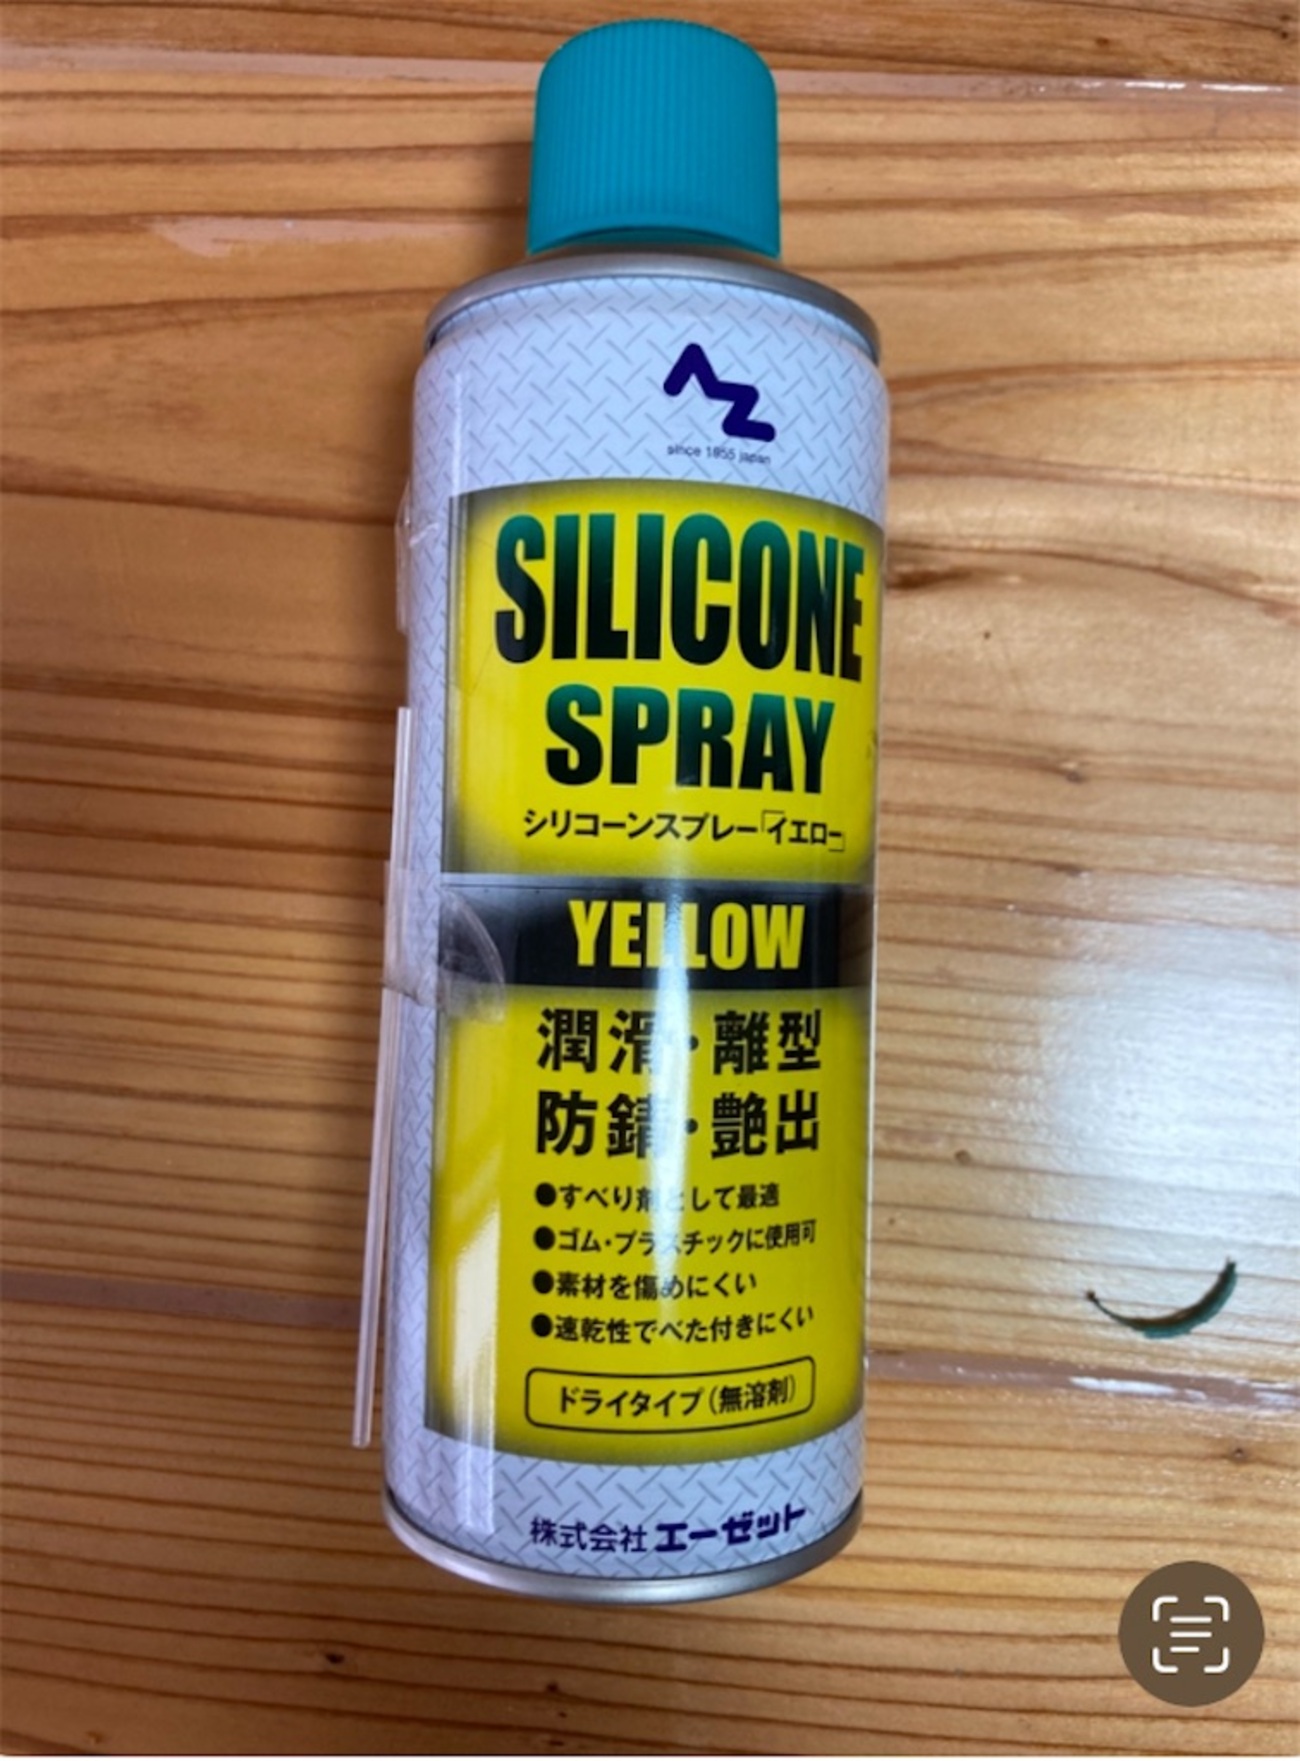 AZ
since 1955 japan
SILICONE
SPRAY
シリコーンスプレー「イエロー」
YELLOW
潤滑・離型
防錆・艶出
●すべり剤として最適
●ゴム・プラスチックに使用可
●素材を傷めにくい
●速乾性でべた付きにくい
ドライタイプ(無溶剤)
株式会社エーゼット